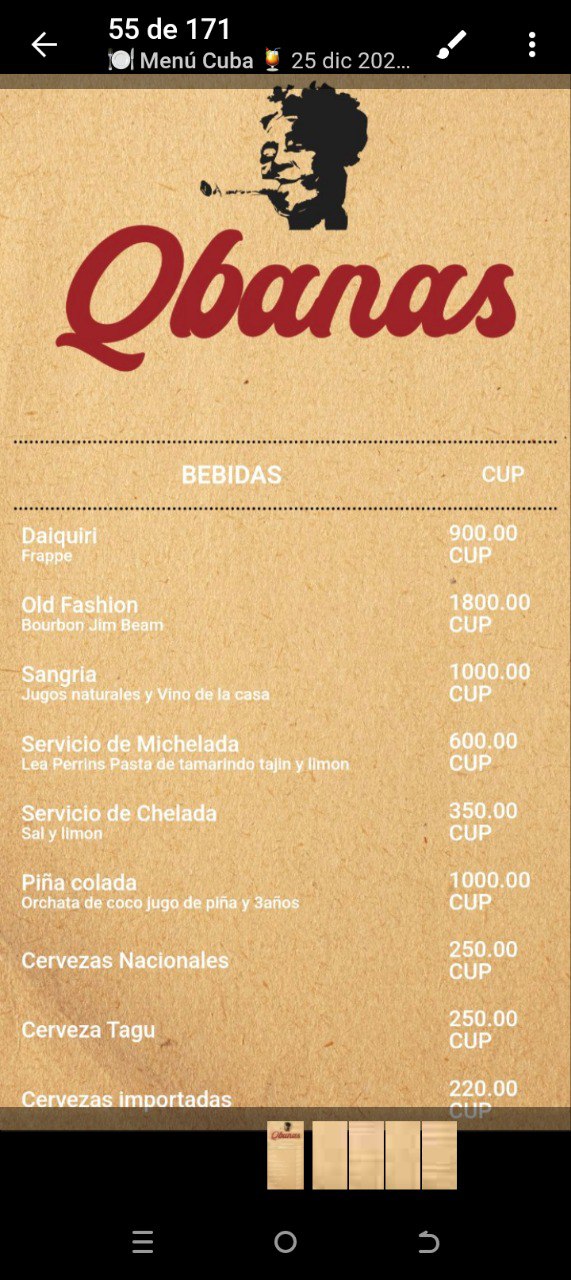 55 de 171
🍽️ Menú Cuba 🍹 25 dic 202...
Qbanas
BEBIDAS CUP
Daiquiri 900.00 CUP
Frappe
Old Fashion 1800.00 CUP
Bourbon Jim Beam
Sangria 1000.00 CUP
Jugos naturales y Vino de la casa
Servicio de Michelada 600.00 CUP
Lea Perrins Pasta de tamarindo tajin y limon
Servicio de Chelada 350.00 CUP
Sal y limon
Piña colada 1000.00 CUP
Orchata de coco jugo de piña y 3años
Cervezas Nacionales 250.00 CUP
Cerveza Tagu 250.00 CUP
Cervezas importadas 220.00 CUP